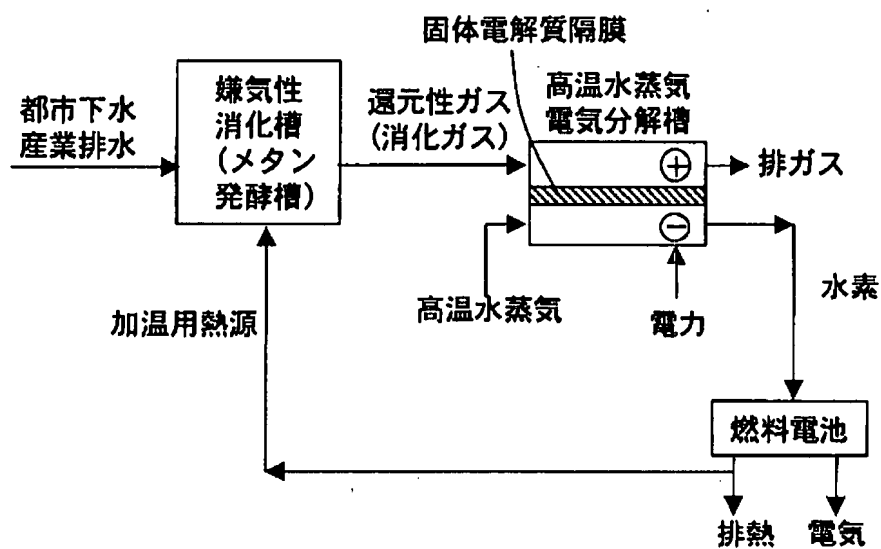 固体電解質隔膜
都市下水
産業排水
嫌気性
消化槽
(メタン
発酵槽)
還元性ガス
(消化ガス)
高温水蒸気
電気分解槽
+
排ガス
−
高温水蒸気
電力
水素
加温用熱源
燃料電池
排熱
電気